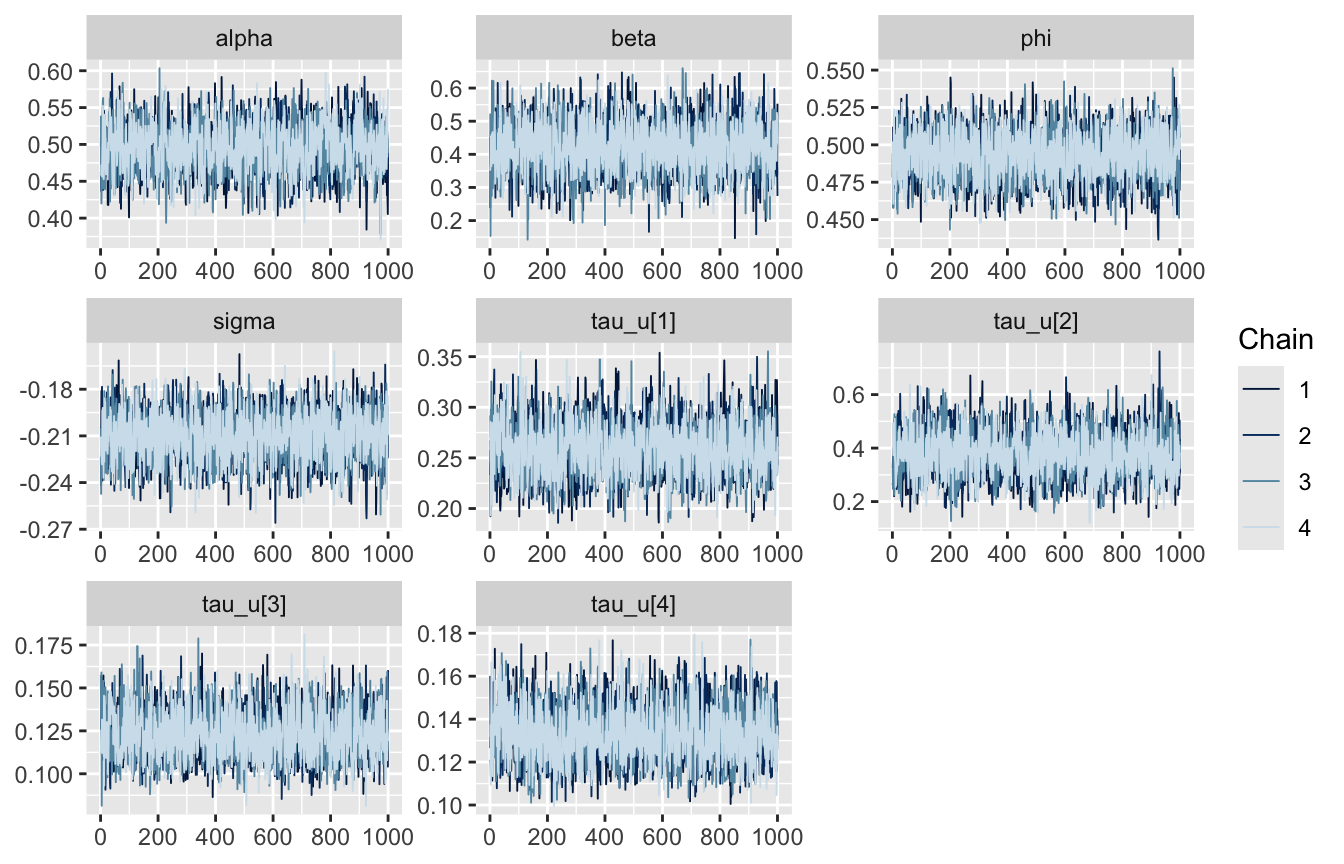 alpha
beta
phi
0.60
0.55
0.50
0.45
0.40
0.6
0.5
0.4
0.3
0.2
0.550
0.525
0.500
0.475
0.450
0 200 400 600 800 1000
0 200 400 600 800 1000
0 200 400 600 800 1000
sigma
tau_u[1]
tau_u[2]
-0.18
-0.21
-0.24
-0.27
0.35
0.30
0.25
0.20
0.6
0.4
0.2
0 200 400 600 800 1000
0 200 400 600 800 1000
0 200 400 600 800 1000
tau_u[3]
tau_u[4]
0.175
0.150
0.125
0.100
0.18
0.16
0.14
0.12
0.10
0 200 400 600 800 1000
0 200 400 600 800 1000
Chain
1
2
3
4